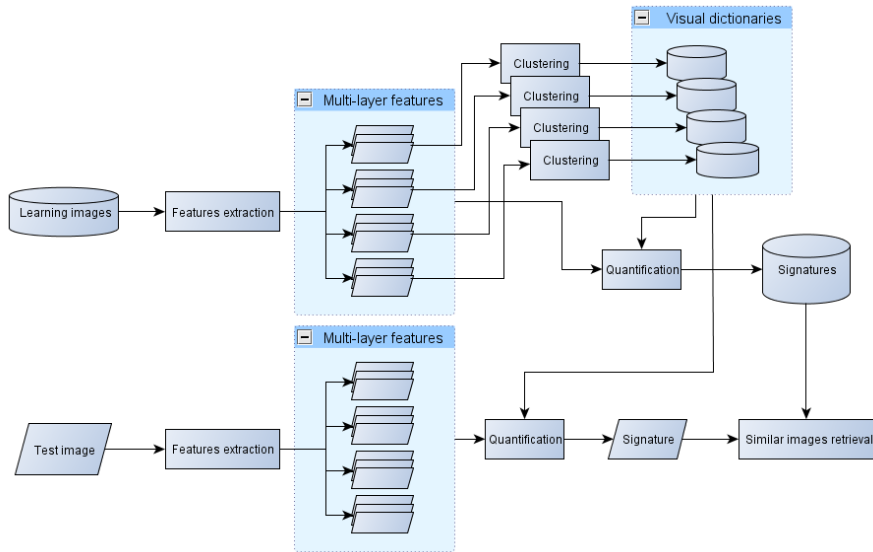 Visual dictionaries
Clustering
Multi-layer features
Clustering
Clustering
Clustering
Learning images
Features extraction
Quantification
Signatures
Multi-layer features
Test image
Features extraction
Quantification
Signature
Similar images retrieval